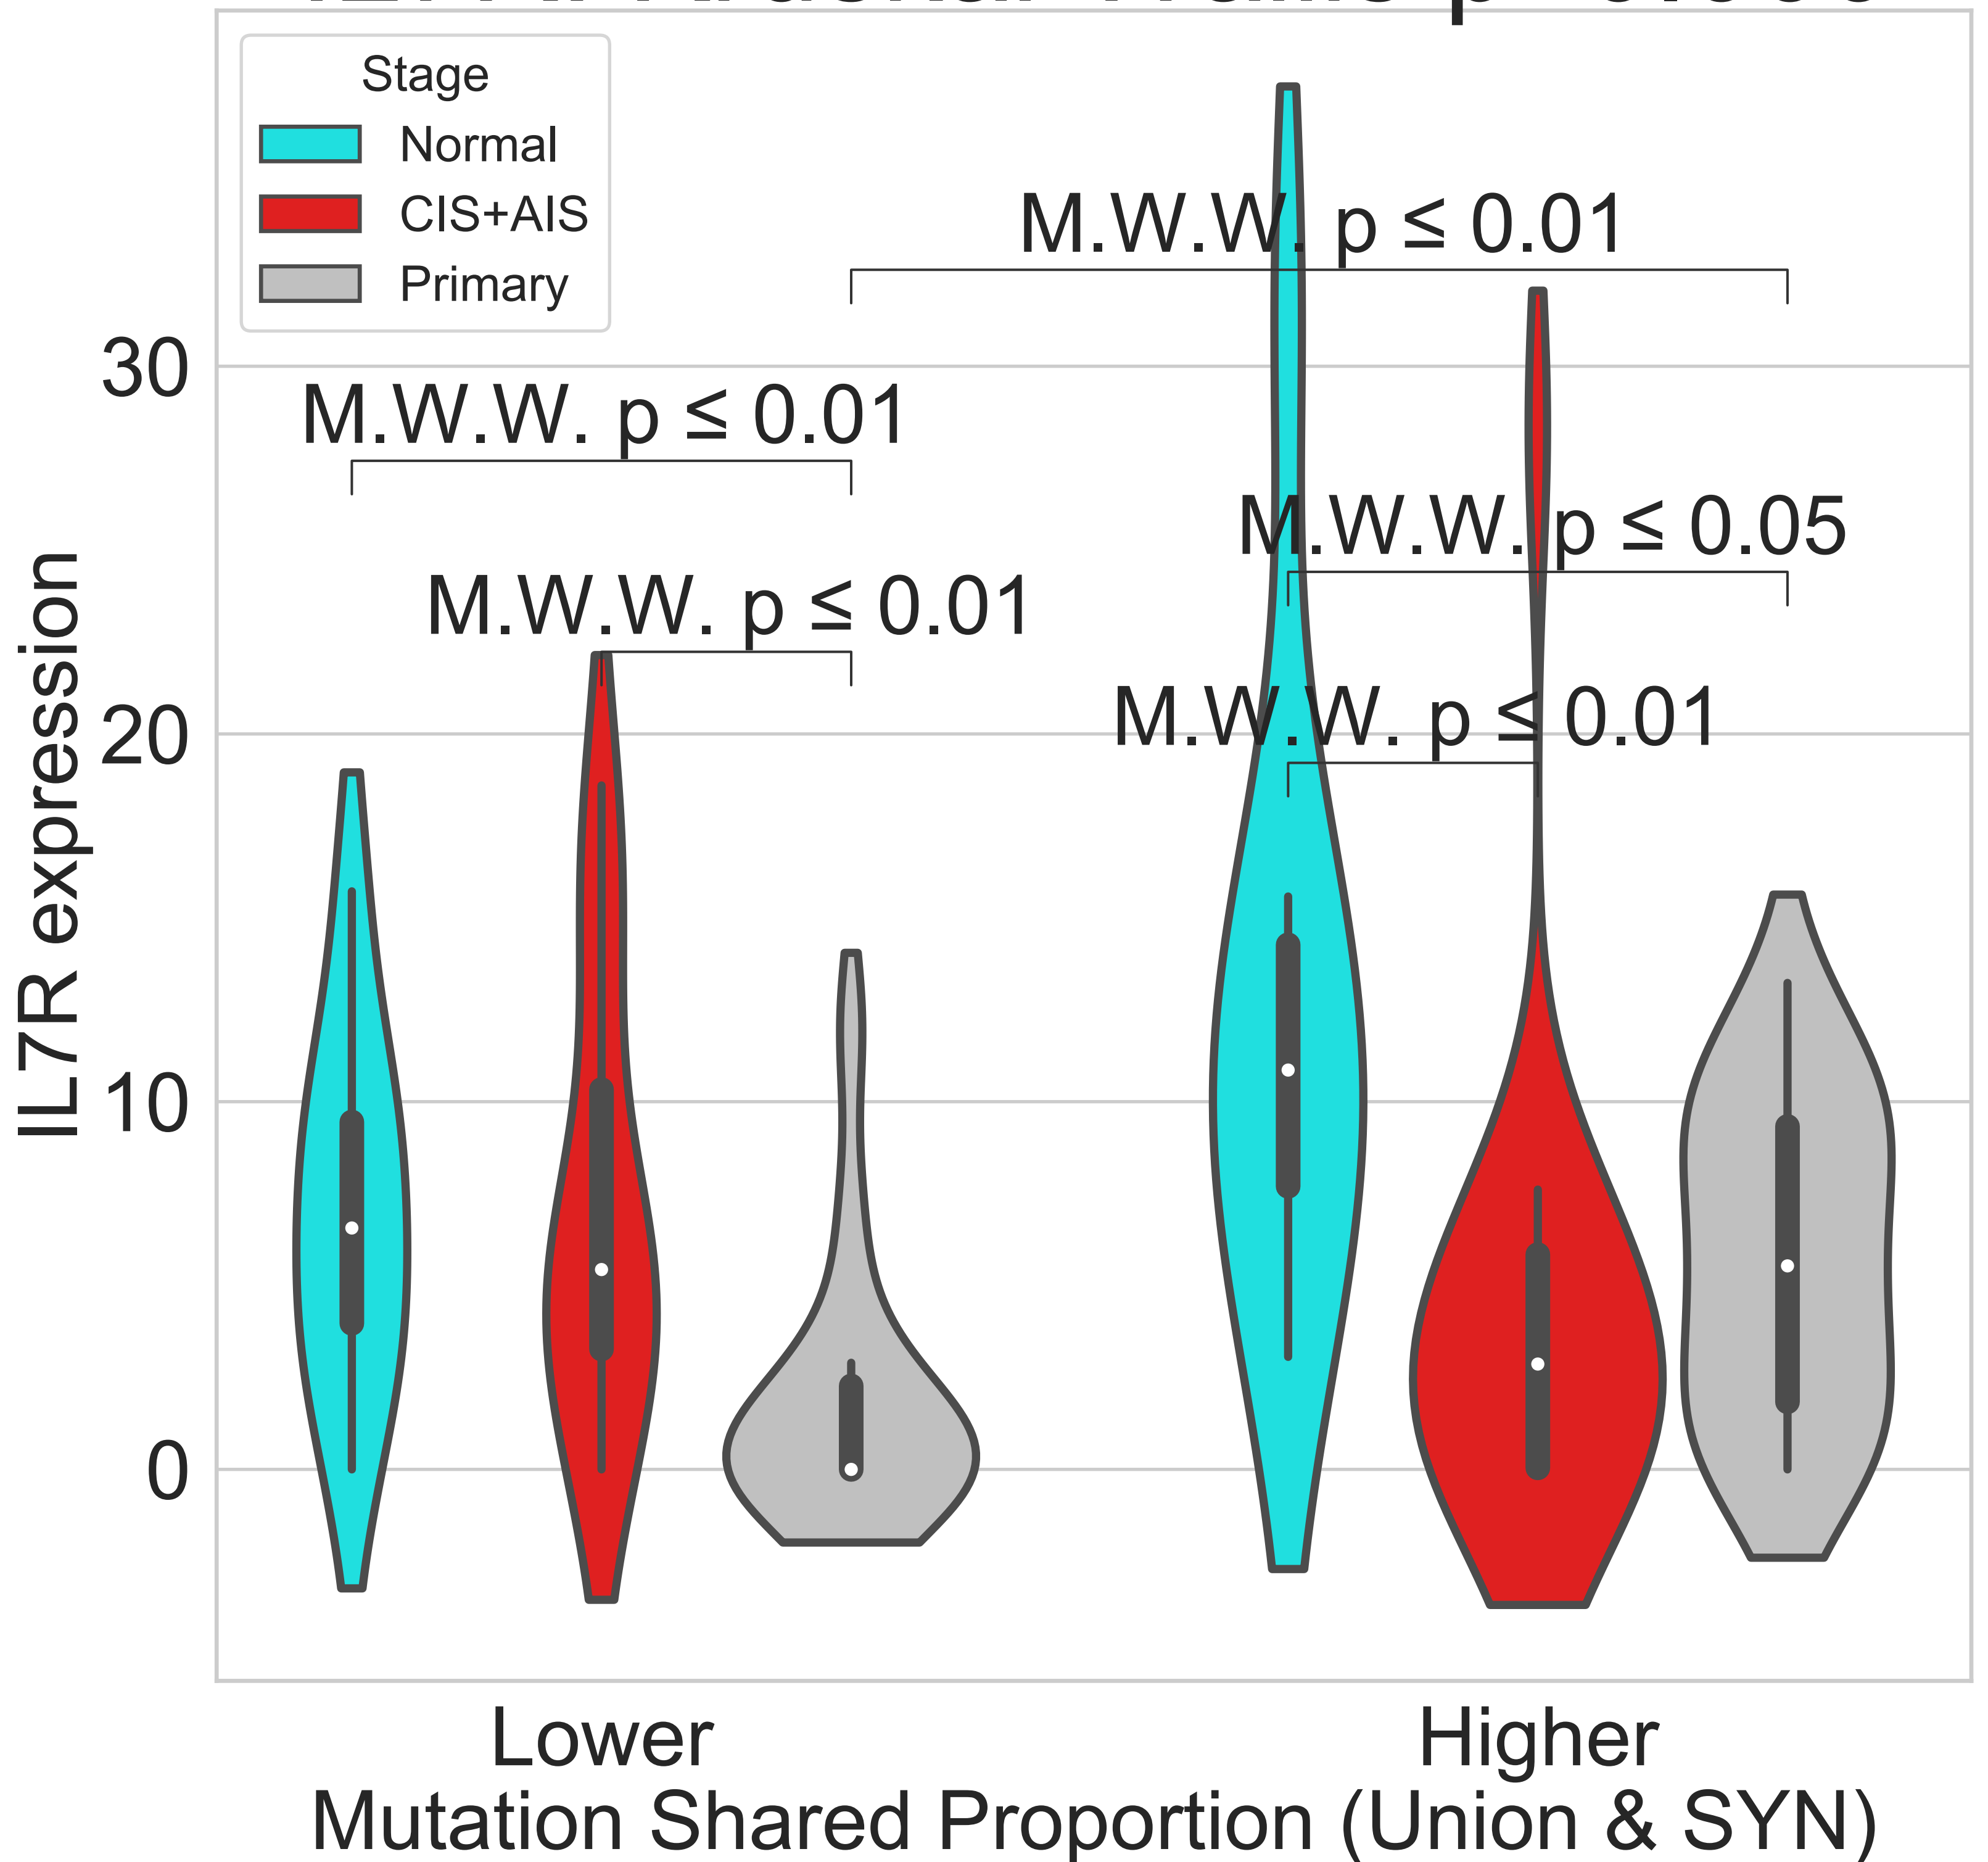 Stage
Normal
CIS+AIS
Primary
M.W.W. p ≤ 0.01
M.W.W. p ≤ 0.01
M.W.W. p ≤ 0.05
M.W.W. p ≤ 0.01
M.W.W. p ≤ 0.01
IL7R expression
30
20
10
0
Lower
Higher
Mutation Shared Proportion (Union & SYN)